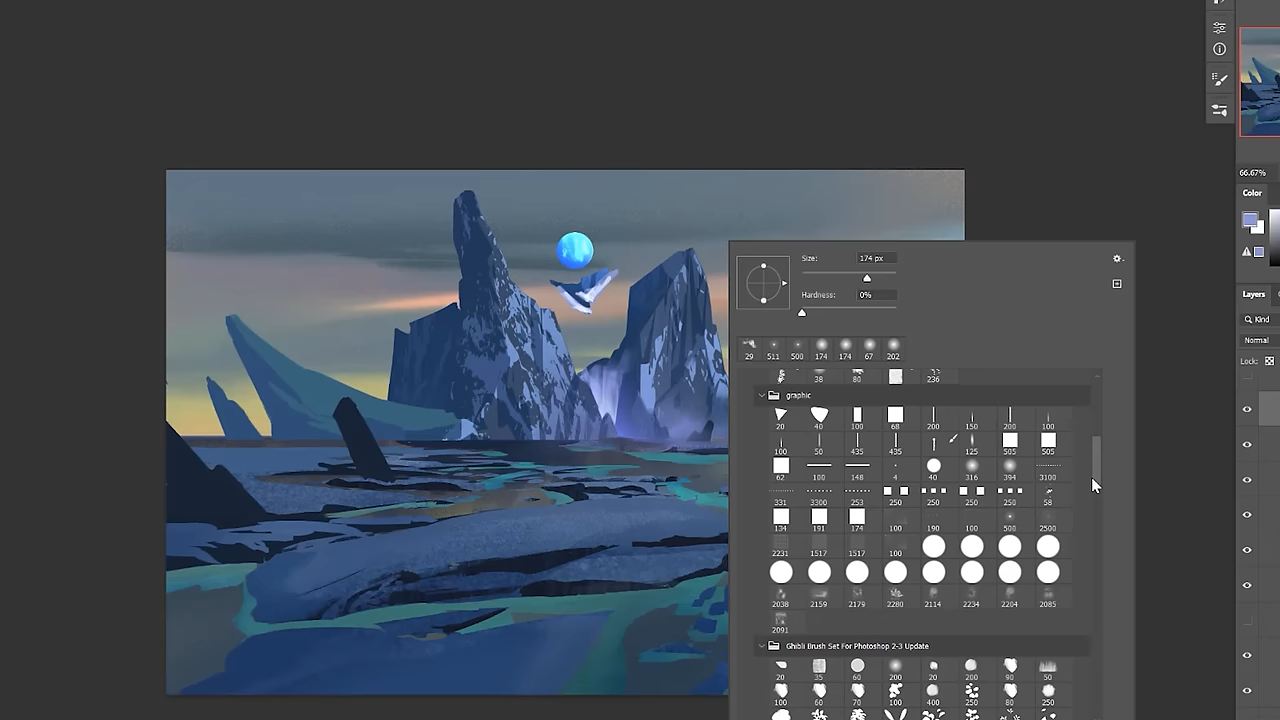 66.67%
Color
Size:
174 px
Hardness:
0%
Layers
Kind
Normal
Lock:
29 511 500 174 174 67 202
38 80 236
graphic
20 40 100 68 200 150 200 100
100 50 435 435 125 505 505
62 100 148 4 40 316 394 3100
331 3300 253 250 250 250 250 58
134 191 174 100 190 100 500 2500
2231 1517 1517 100
2038 2159 2179 2280 2114 2234 2204 2085
2091
Ghibli Brush Set For Photoshop 2-3 Update
20 35 60 200 20 200 90 50
100 60 70 100 400 250 80 250